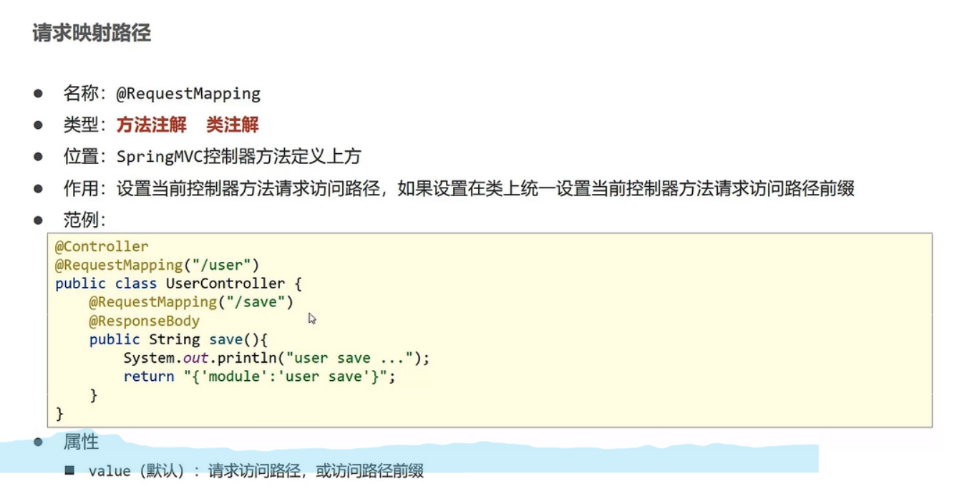 请求映射路径
● 名称：@RequestMapping
● 类型：方法注解 类注解
● 位置：SpringMVC控制器方法定义上方
● 作用：设置当前控制器方法请求访问路径，如果设置在类上统一设置当前控制器方法请求访问路径前缀
● 范例：
@Controller
@RequestMapping("/user")
public class UserController {
    @RequestMapping("/save")
    @ResponseBody
    public String save(){
        System.out.println("user save ...");
        return "{'module':'user save'}";
    }
}
● 属性
■ value（默认）：请求访问路径，或访问路径前缀